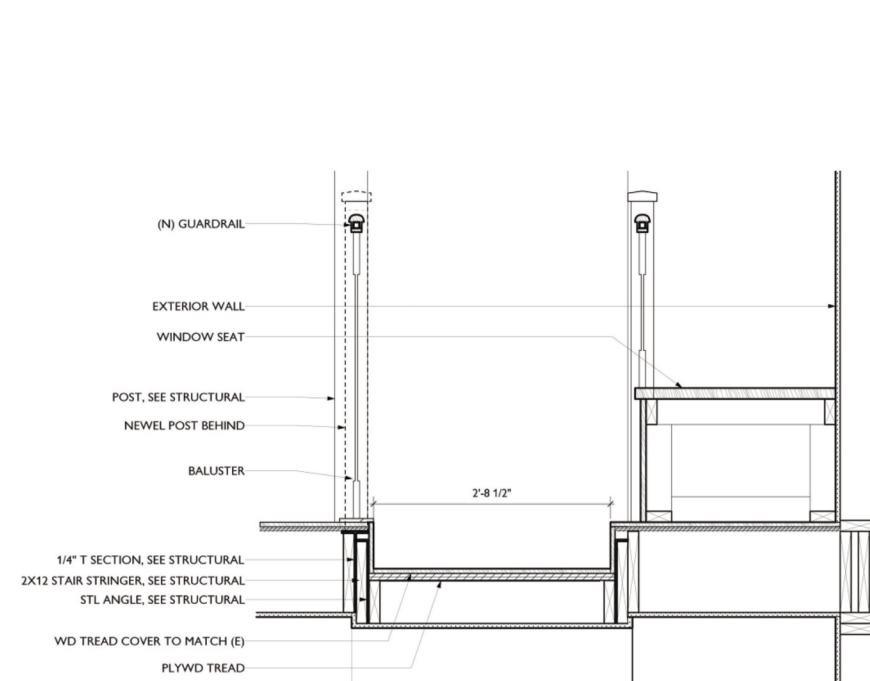 (N) GUARDRAIL
EXTERIOR WALL
WINDOW SEAT
POST, SEE STRUCTURAL
NEWEL POST BEHIND
BALUSTER
2'-8 1/2"
1/4" T SECTION, SEE STRUCTURAL
2X12 STAIR STRINGER, SEE STRUCTURAL
STL ANGLE, SEE STRUCTURAL
WD TREAD COVER TO MATCH (E)
PLYWD TREAD